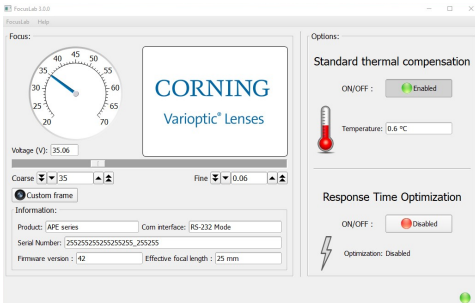 FocusLab 3.0.0
FocusLab Help
Focus:
Options:
20 25 30 35 40 45 50 55 60 65 70
CORNING
Varioptic® Lenses
Voltage (V): 35.06
Coarse 35
Fine 0.06
Custom frame
Information:
Product: APE series Com interface: RS-232 Mode
Serial Number: 255255255255255_255255
Firmware version : 42 Effective focal length : 25 mm
Standard thermal compensation
ON/OFF : Enabled
Temperature: 0.6 °C
Response Time Optimization
ON/OFF : Disabled
Optimization: Disabled